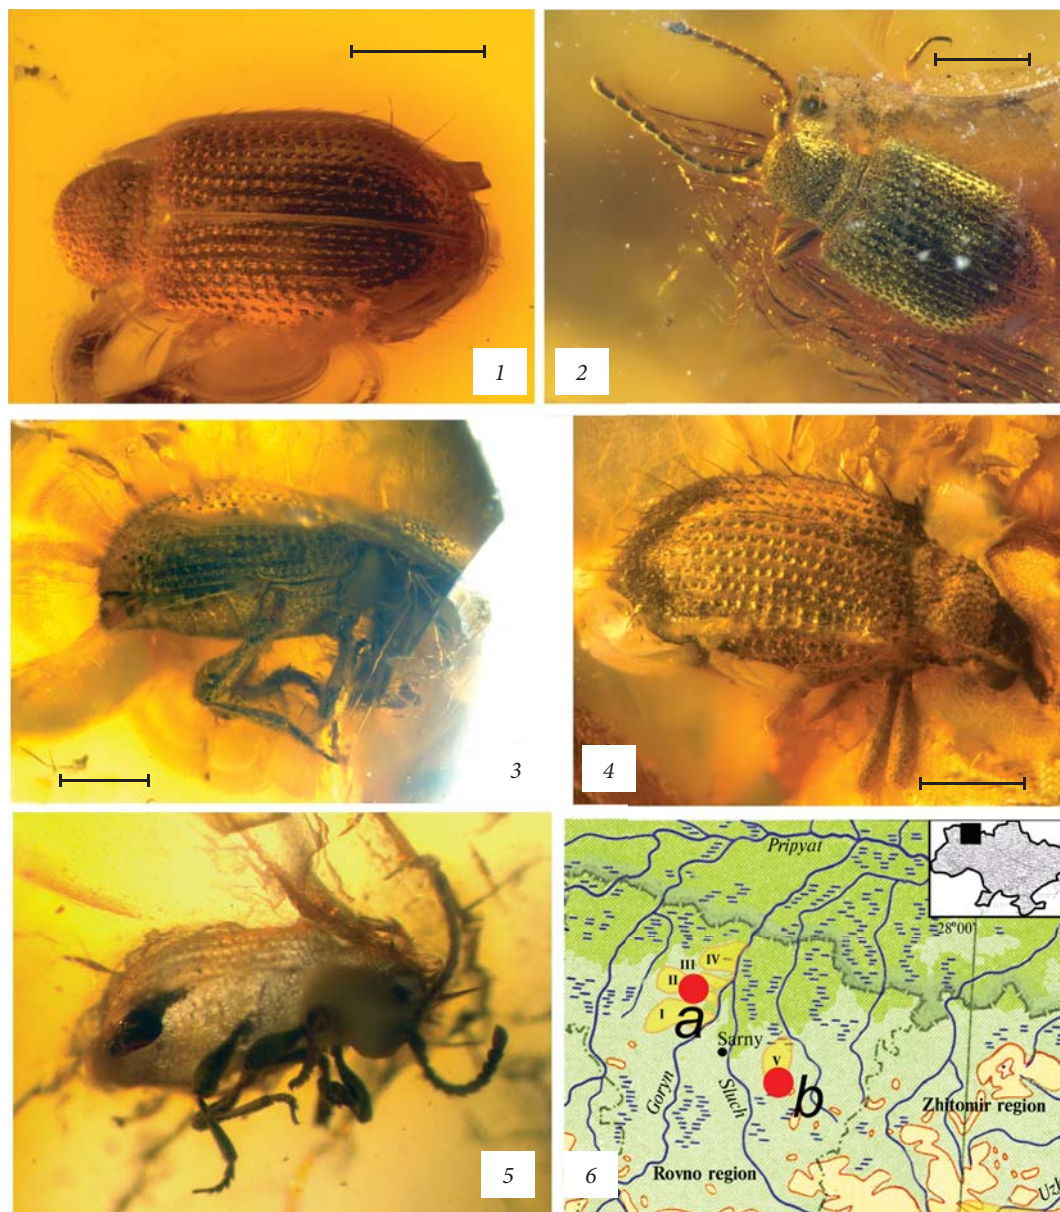 1
2
3
4
5
6
Pripyat
28°00'
IV
III
II
I
a
Sarny
V
b
Goryn
Sluch
Zhitomir region
Rovno region